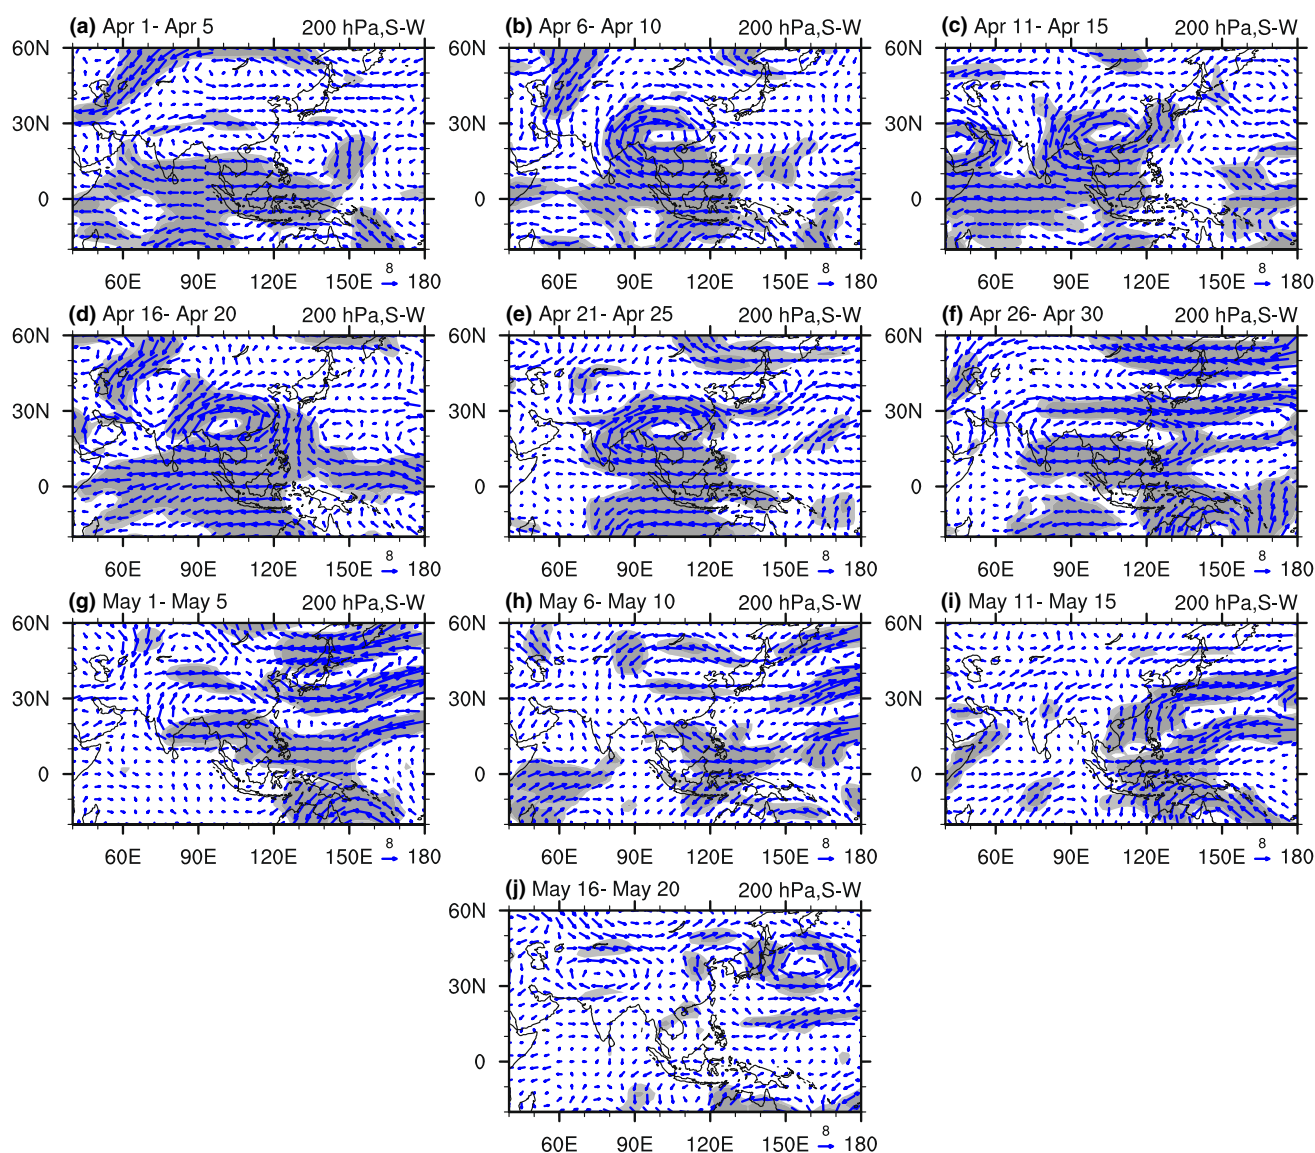 (a) Apr 1- Apr 5 200 hPa,S-W
(b) Apr 6- Apr 10 200 hPa,S-W
(c) Apr 11- Apr 15 200 hPa,S-W
60N 60N 60N
30N 30N 30N
0 0 0
60E 90E 120E 150E 8 180
60E 90E 120E 150E 8 180
60E 90E 120E 150E 8 180
(d) Apr 16- Apr 20 200 hPa,S-W
(e) Apr 21- Apr 25 200 hPa,S-W
(f) Apr 26- Apr 30 200 hPa,S-W
60N 60N 60N
30N 30N 30N
0 0 0
60E 90E 120E 150E 8 180
60E 90E 120E 150E 8 180
60E 90E 120E 150E 8 180
(g) May 1- May 5 200 hPa,S-W
(h) May 6- May 10 200 hPa,S-W
(i) May 11- May 15 200 hPa,S-W
60N 60N 60N
30N 30N 30N
0 0 0
60E 90E 120E 150E 8 180
60E 90E 120E 150E 8 180
60E 90E 120E 150E 8 180
(j) May 16- May 20 200 hPa,S-W
60N
30N
0
60E 90E 120E 150E 8 180